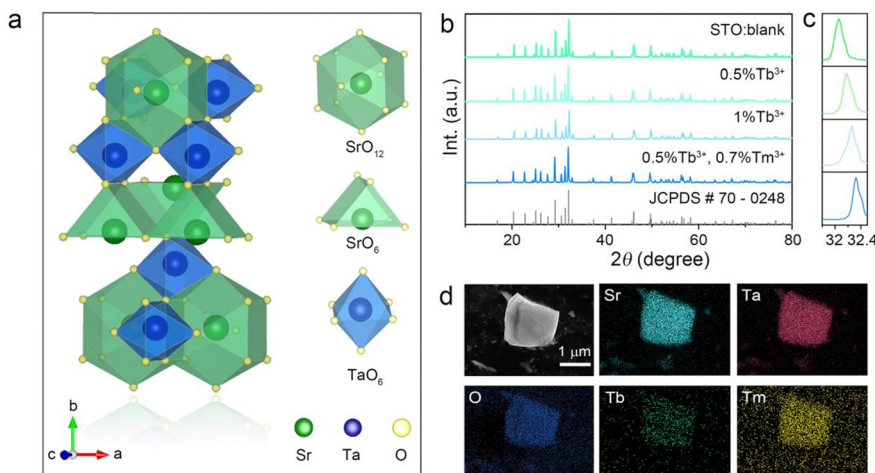 a
SrO12
SrO6
TaO6
b
c
a
Sr
Ta
O
b
Int. (a.u.)
STO:blank
0.5%Tb³⁺
1%Tb³⁺
0.5%Tb³⁺, 0.7%Tm³⁺
JCPDS # 70 - 0248
20
40
60
80
2θ (degree)
c
32
32.4
d
1 μm
Sr
Ta
O
Tb
Tm